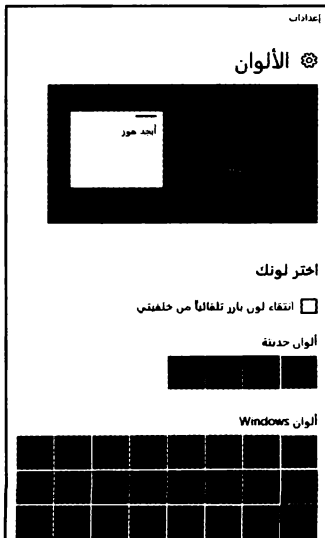 إعدادات
الألوان
أبجد هوز
اختر لونك
انتقاء لون بارز تلقائياً من خلفيتي
ألوان حديثة
ألوان Windows